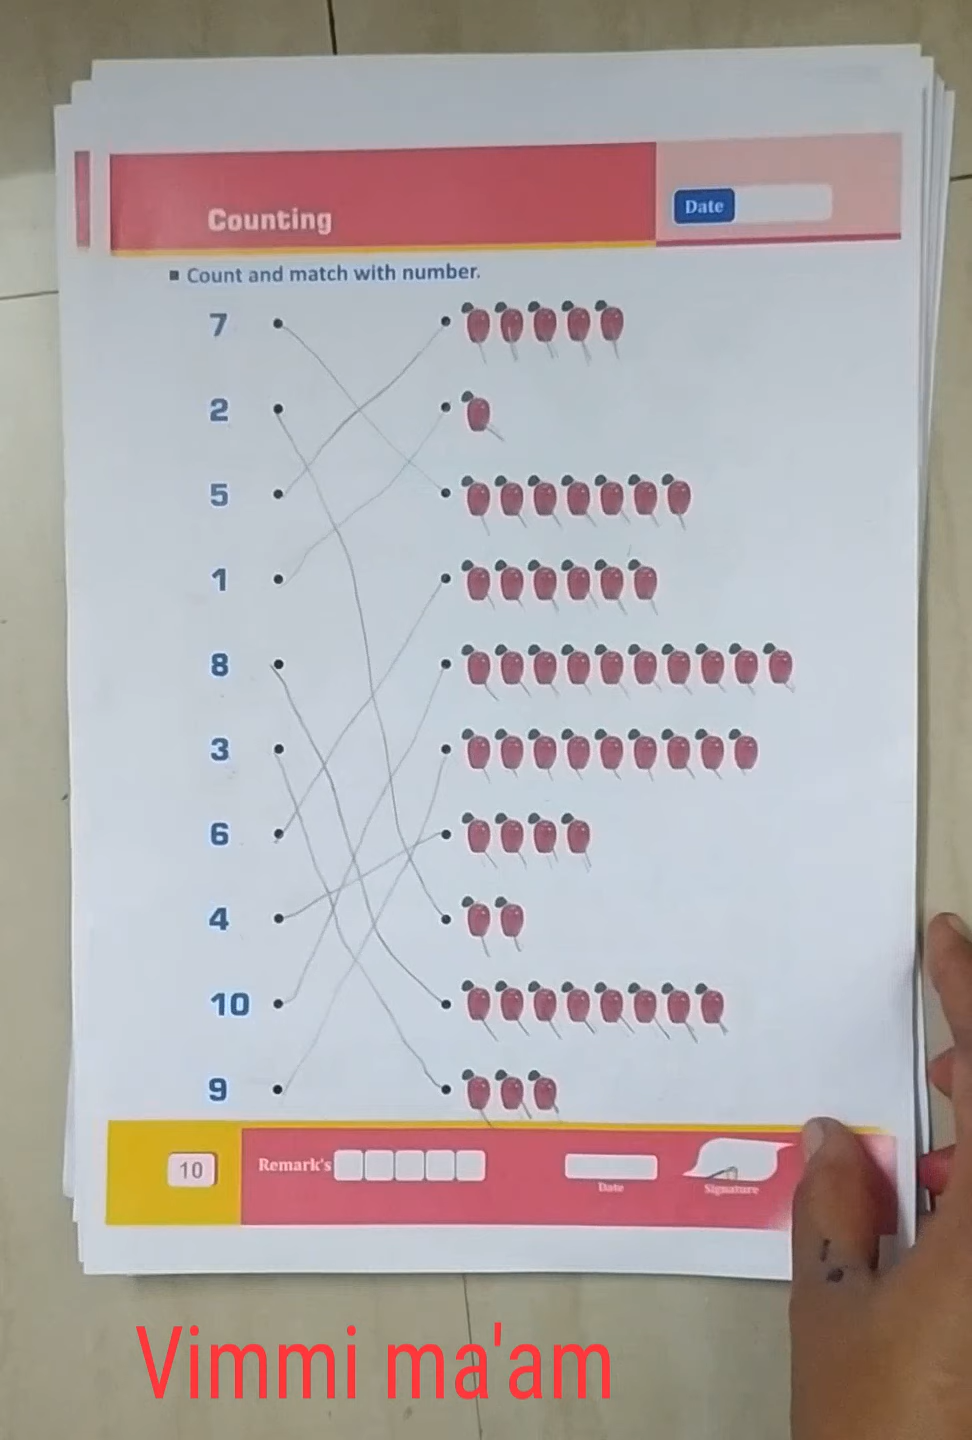 Counting
Date
Count and match with number.
7
2
5
1
8
3
6
4
10
9
10
Remark's
Date
Signature
Vimmi ma'am